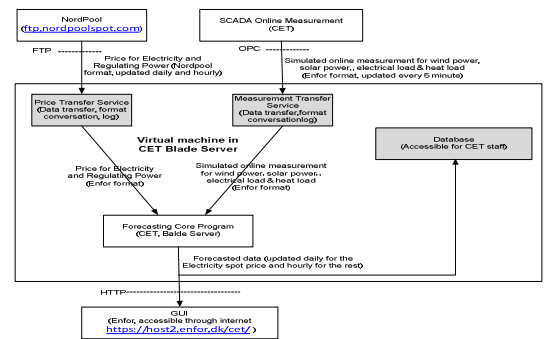 NordPool
(ftp.nordpoolspot.com)
SCADA Online Measurement
(CET)
FTP
OPC
Price for Electricity and
Regulating Power (Nordpool
format, updated daily and hourly)
Simulated online measurement for wind power,
solar power,, electrical load & heat load
(Enfor format, updated every 5 minute)
Price Transfer Service
(Data transfer, format
conversation, log)
Measurement Transfer
Service
(Data transfer,format
conversationlog)
Database
(Accessible for CET staff)
Virtual machine in
CET Blade Server
Price for Electricity
and Regulating Power
(Enfor format)
Simulated online measurement
for wind power, solar power,,
electrical load & heat load
(Enfor format)
Forecasting Core Program
(CET, Balde Server)
Forecasted data (updated daily for the
Electricity spot price and hourly for the rest)
HTTP
GUI
(Enfor, accessible through internet
https://host2.enfor.dk/cet/ )